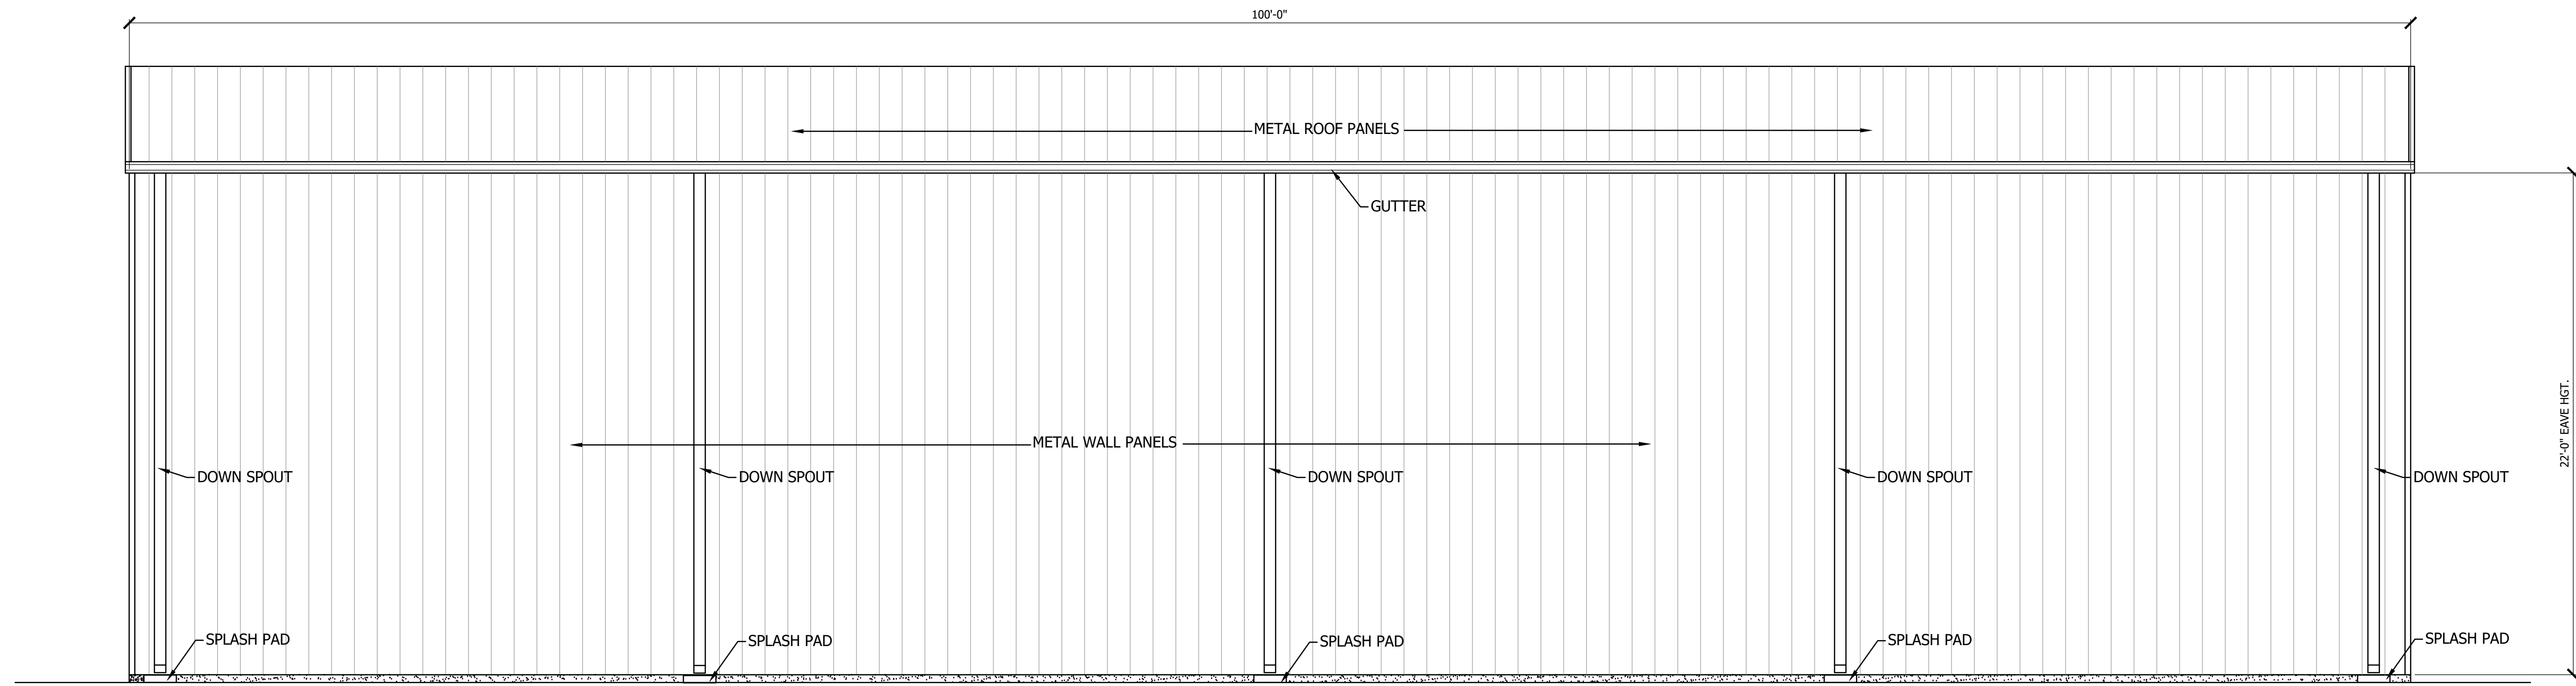 100'-0"
METAL ROOF PANELS
GUTTER
METAL WALL PANELS
DOWN SPOUT
DOWN SPOUT
DOWN SPOUT
DOWN SPOUT
DOWN SPOUT
22'-0" EAVE HGT.
SPLASH PAD
SPLASH PAD
SPLASH PAD
SPLASH PAD
SPLASH PAD